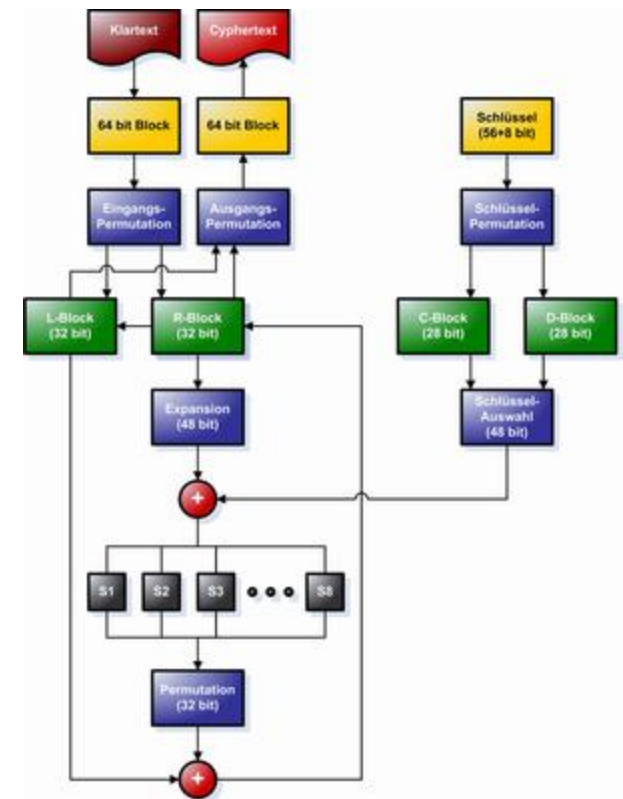 Klartext
Cyphertext
64 bit Block
64 bit Block
Schlüssel
(56+8 bit)
Eingangs-
Permutation
Ausgangs-
Permutation
Schlüssel-
Permutation
L-Block
(32 bit)
R-Block
(32 bit)
C-Block
(28 bit)
D-Block
(28 bit)
Expansion
(48 bit)
Schlüssel-
Auswahl
(48 bit)
+
S1
S2
S3
S8
Permutation
(32 bit)
+